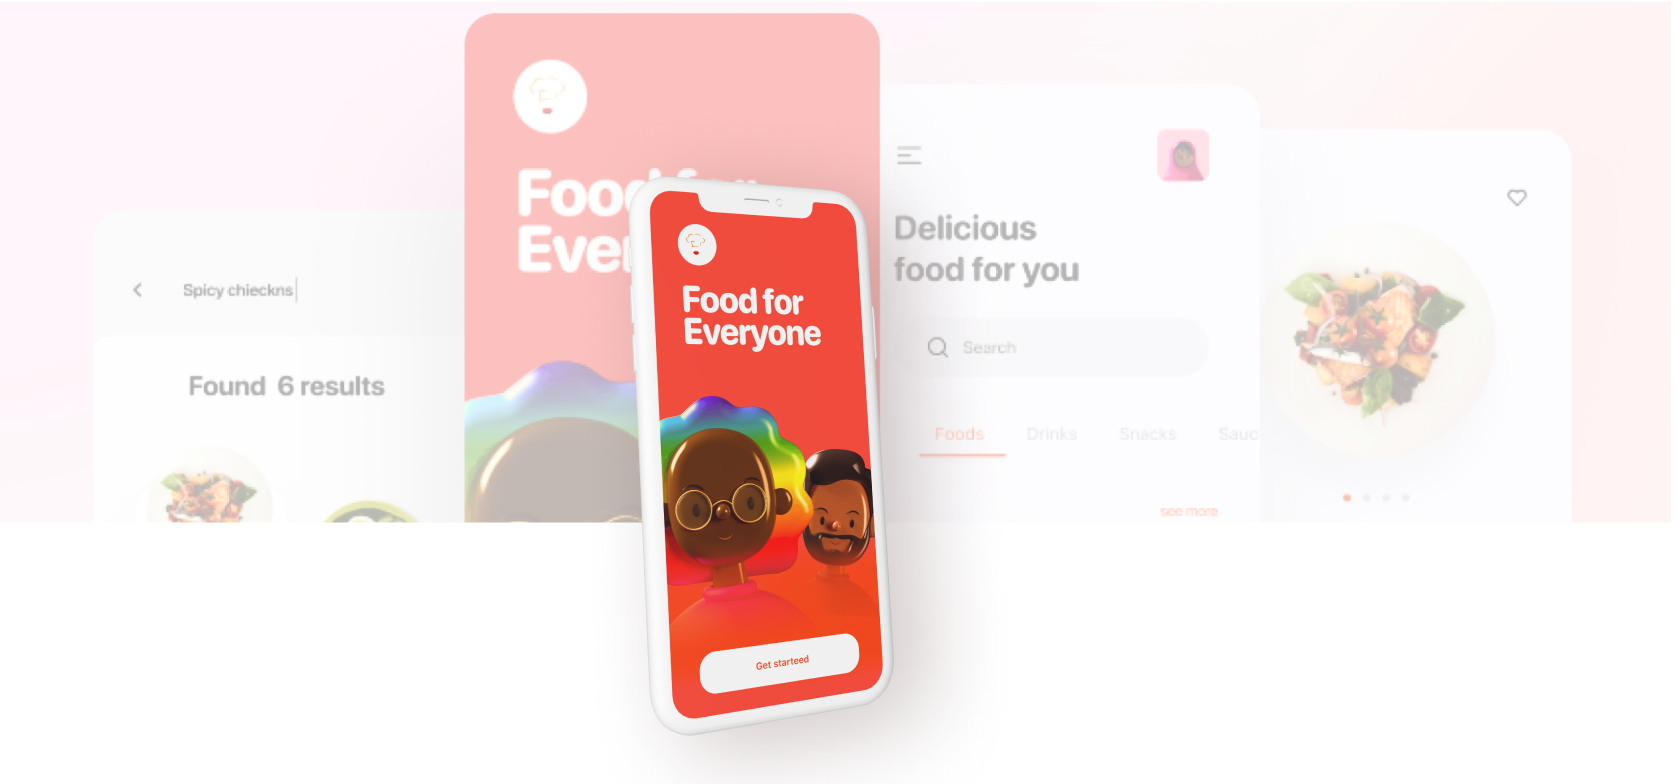 Spicy chieckns
Found 6 results
Food for
Ever
Food for
Everyone
Get starteed
Delicious
food for you
Search
Foods Drinks Snacks Sauc
see more